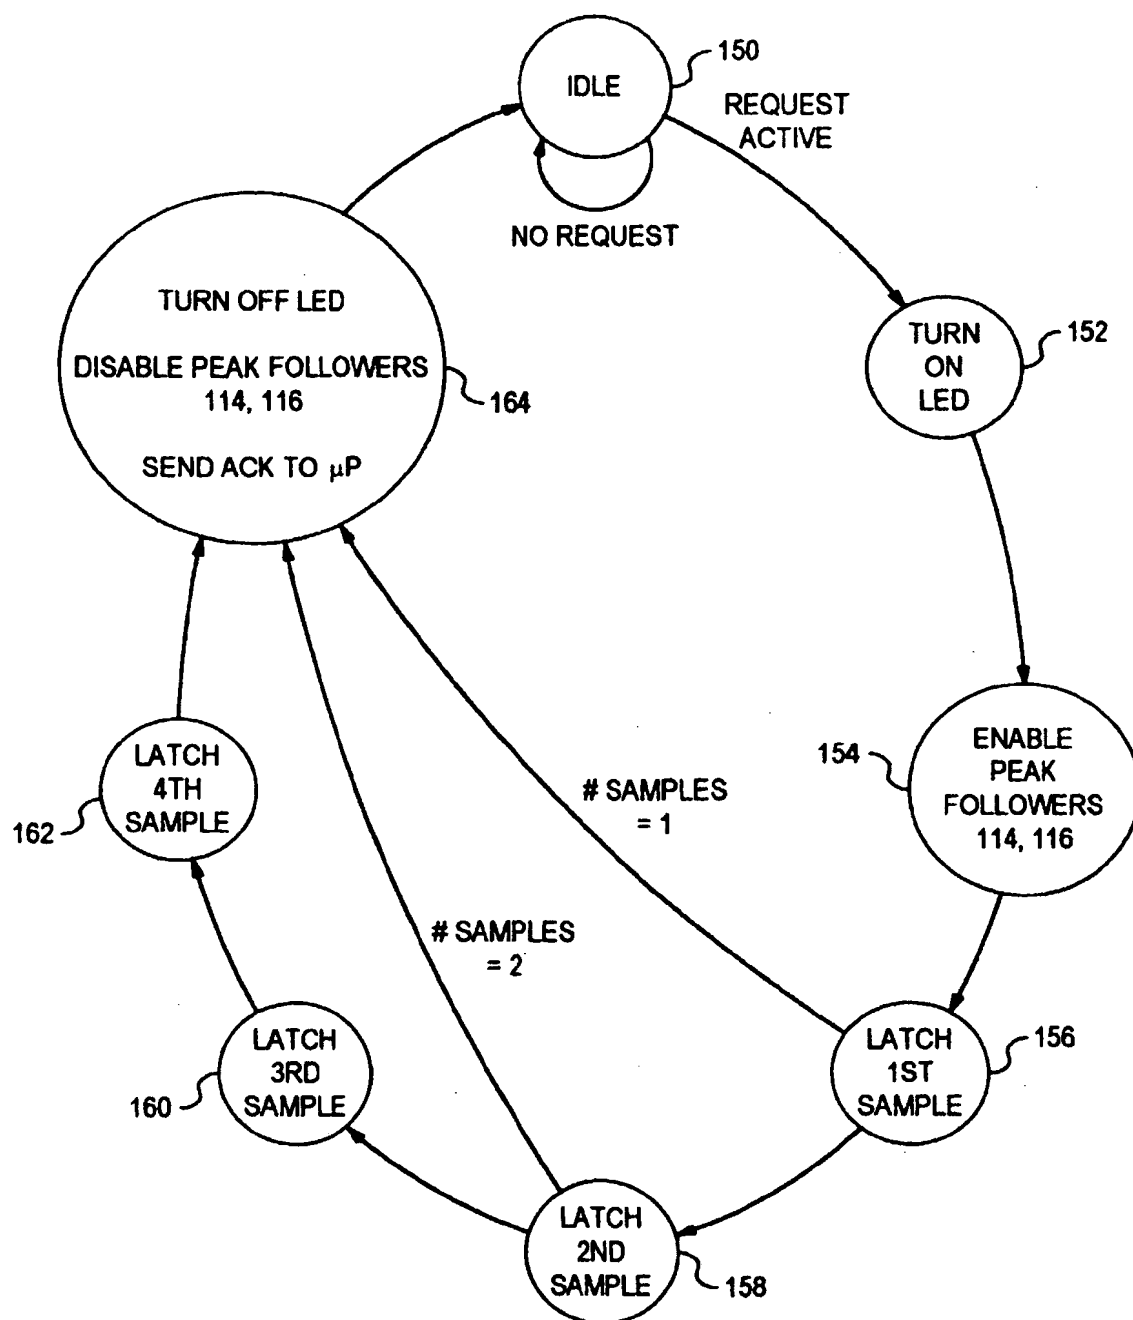 IDLE
150
REQUEST
ACTIVE
NO REQUEST
TURN
ON
LED
152
TURN OFF LED
DISABLE PEAK FOLLOWERS
114, 116
SEND ACK TO µP
164
ENABLE
PEAK
FOLLOWERS
114, 116
154
# SAMPLES
= 1
LATCH
4TH
SAMPLE
162
# SAMPLES
= 2
LATCH
1ST
SAMPLE
156
LATCH
3RD
SAMPLE
160
LATCH
2ND
SAMPLE
158